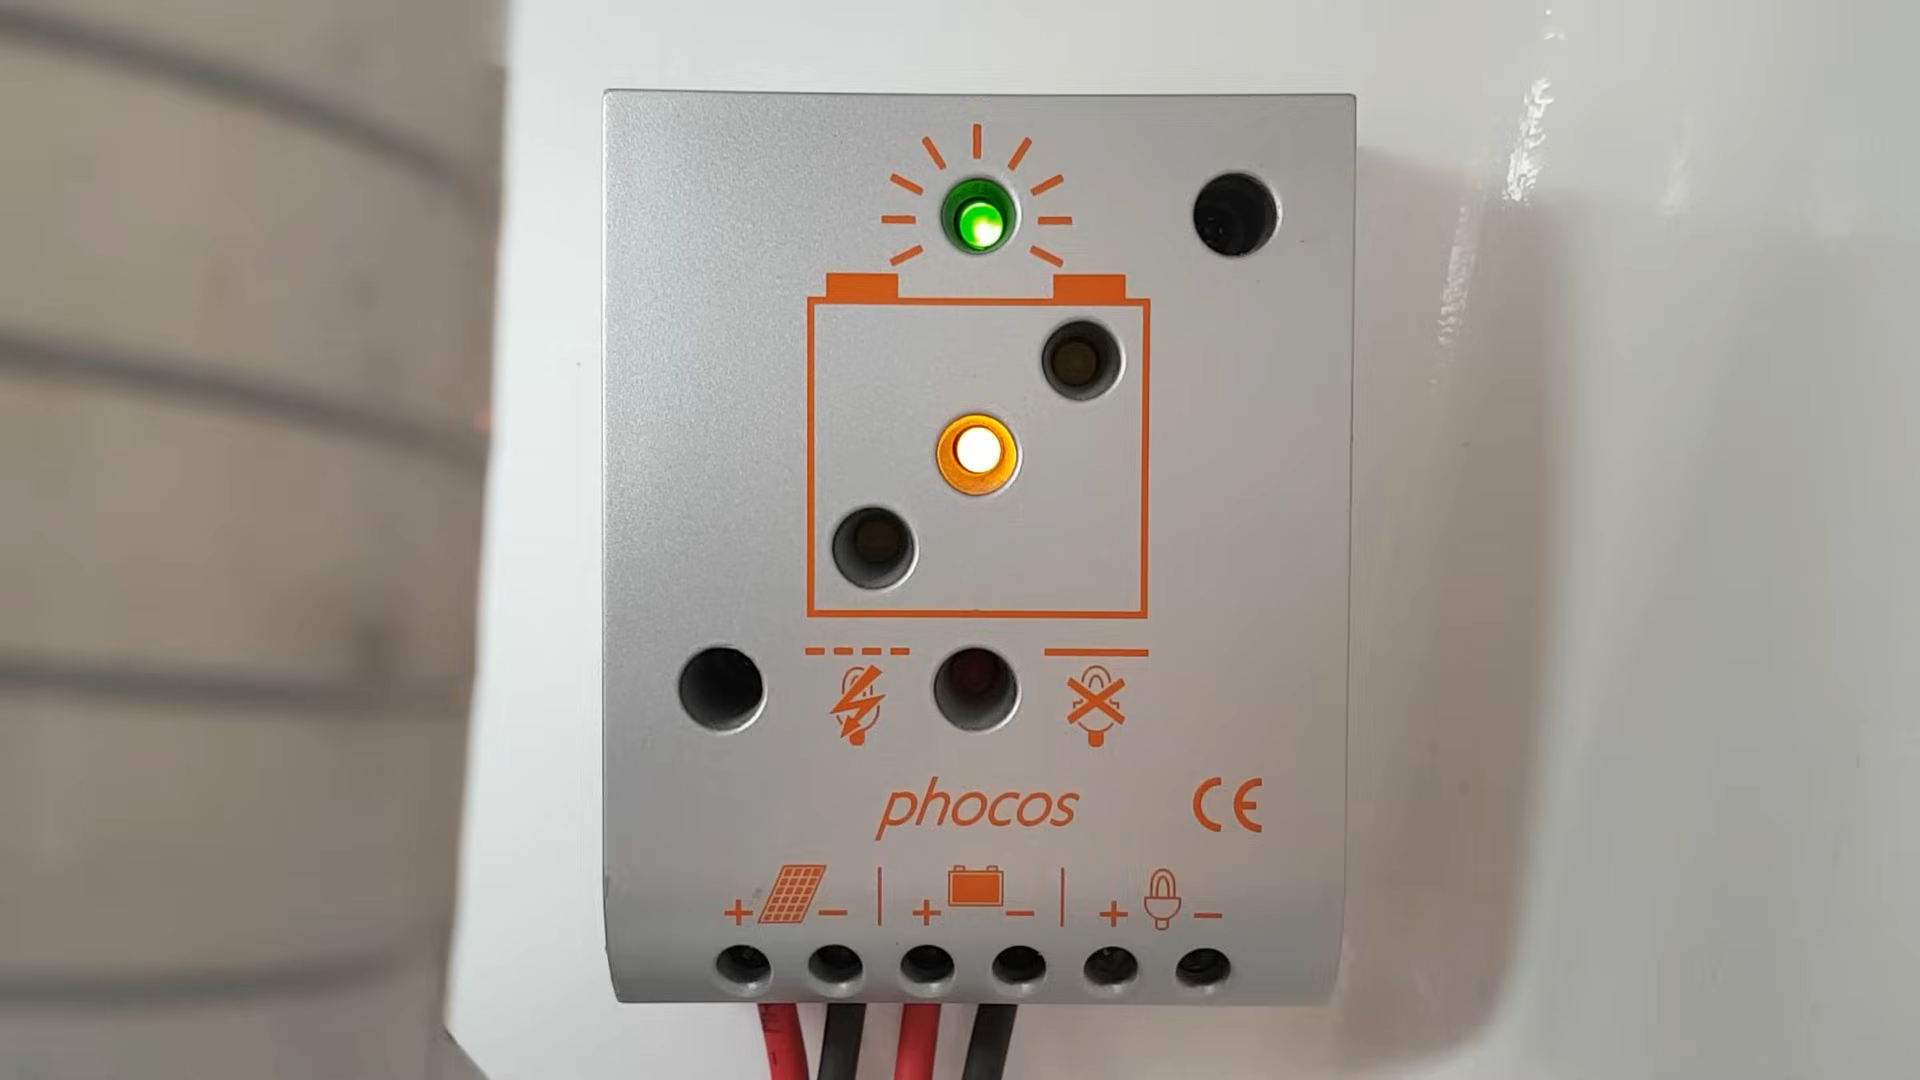 phocos
CE
+ - + - + -